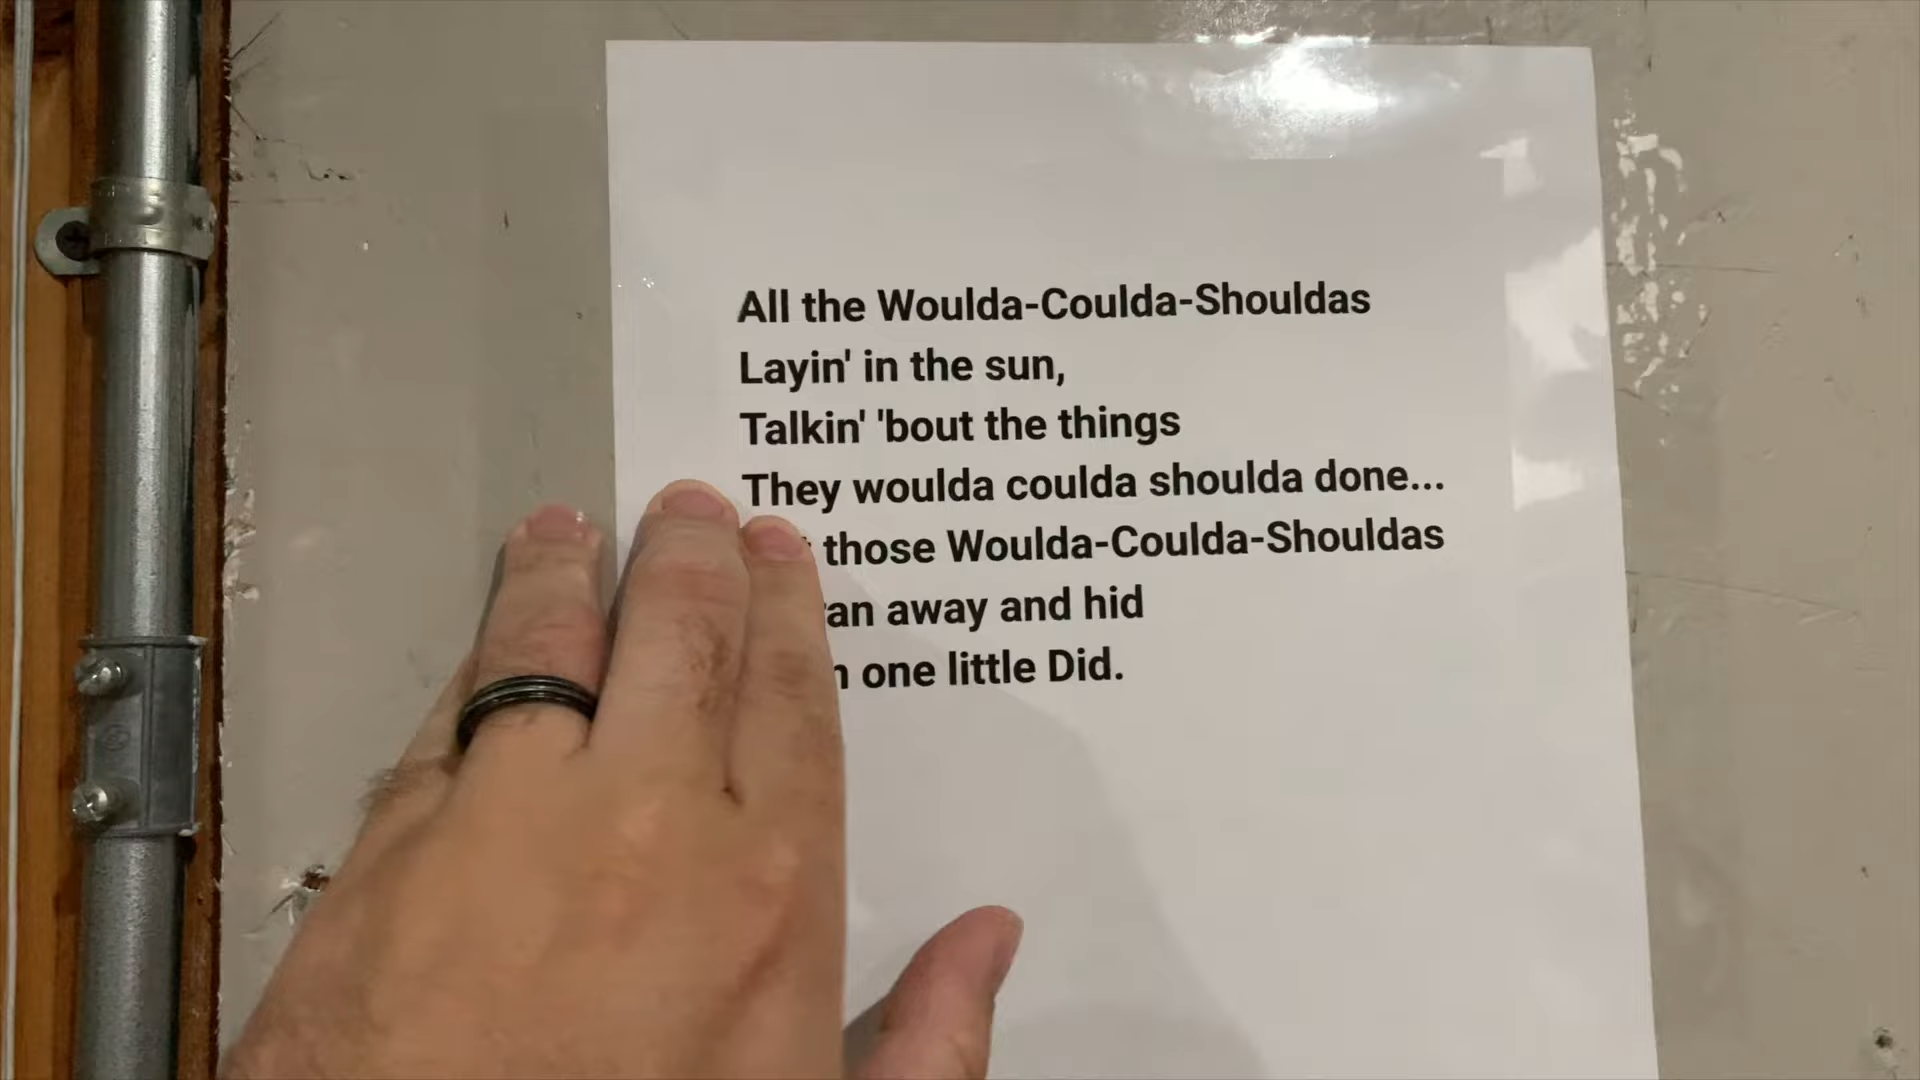 All the Woulda-Coulda-Shouldas
Layin' in the sun,
Talkin' 'bout the things
They woulda coulda shoulda done...
those Woulda-Coulda-Shouldas
away and hid
one little Did.